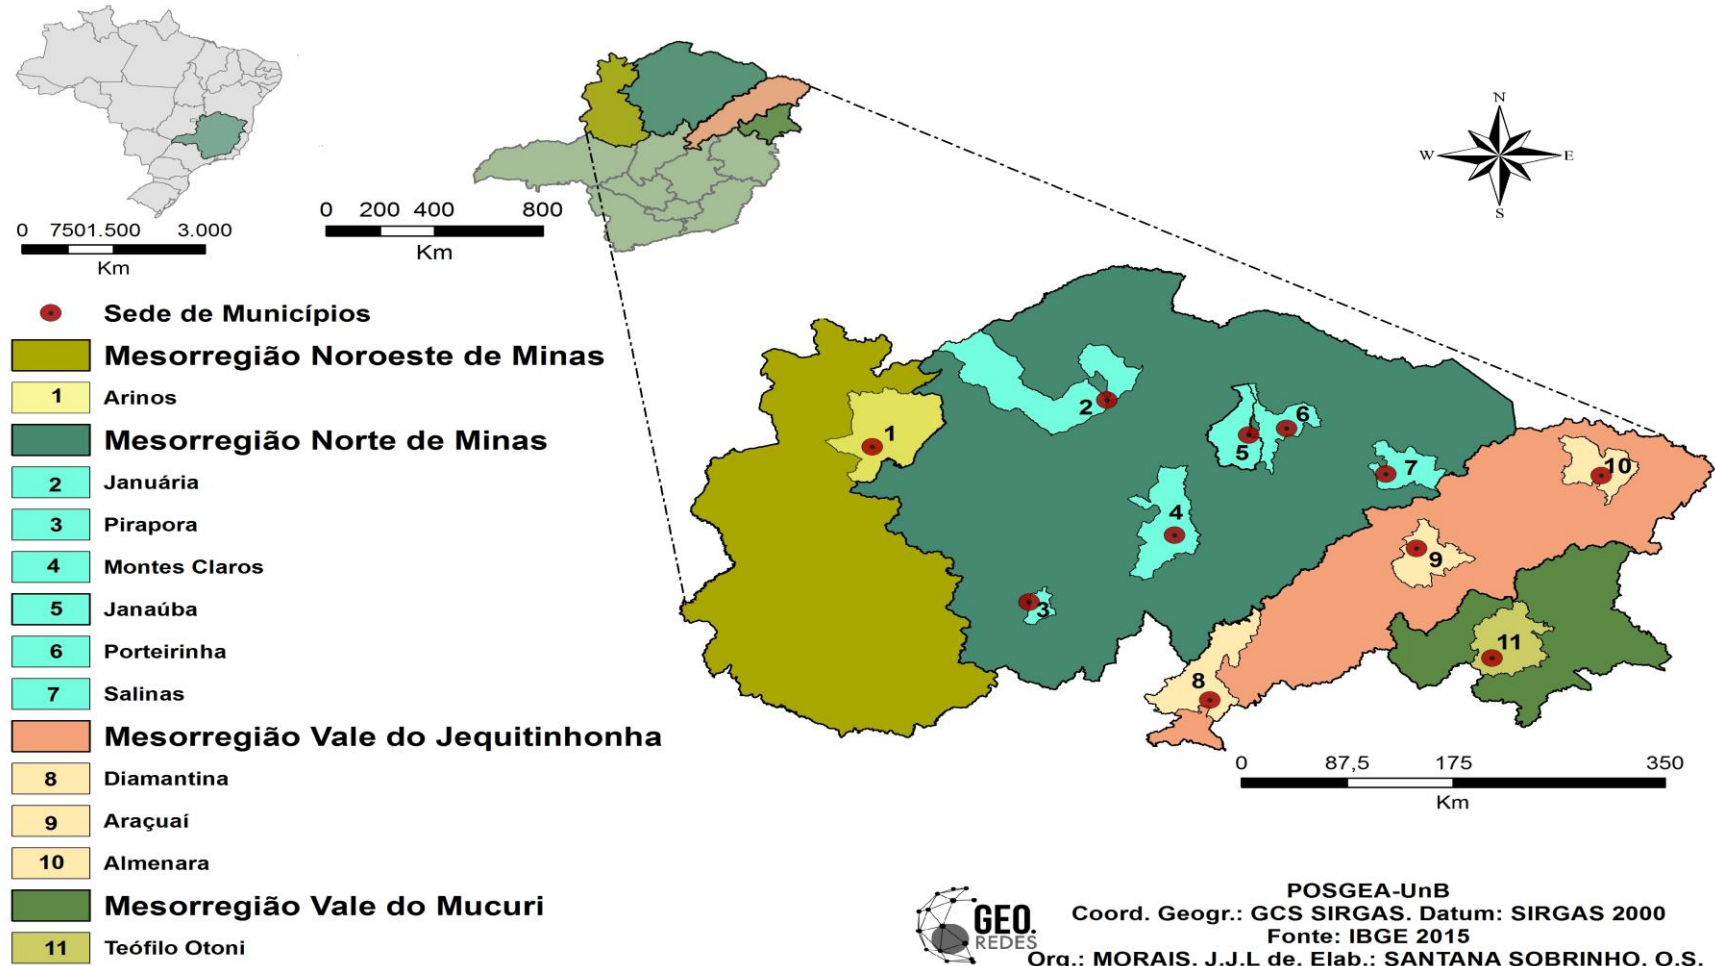 0 750 1.500 3.000
Km
0 200 400 800
Km
N
W E
S
Sede de Municípios
Mesorregião Noroeste de Minas
1 Arinos
Mesorregião Norte de Minas
2 Januária
3 Pirapora
4 Montes Claros
5 Janaúba
6 Porteirinha
7 Salinas
Mesorregião Vale do Jequitinhonha
8 Diamantina
9 Araçuaí
10 Almenara
Mesorregião Vale do Mucuri
11 Teófilo Otoni
1
2
3
4
5
6
7
8
9
10
11
0 87,5 175 350
Km
GEO.
REDES
POSGEA-UnB
Coord. Geogr.: GCS SIRGAS. Datum: SIRGAS 2000
Fonte: IBGE 2015
Org.: MORAIS, J.J.L de. Elab.: SANTANA SOBRINHO, O.S.